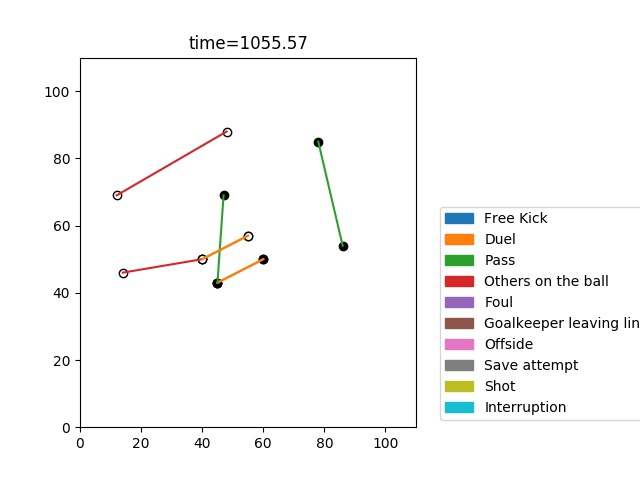 time=1055.57
100
80
60
40
20
0
0 20 40 60 80 100
Free Kick
Duel
Pass
Others on the ball
Foul
Goalkeeper leaving lin
Offside
Save attempt
Shot
Interruption